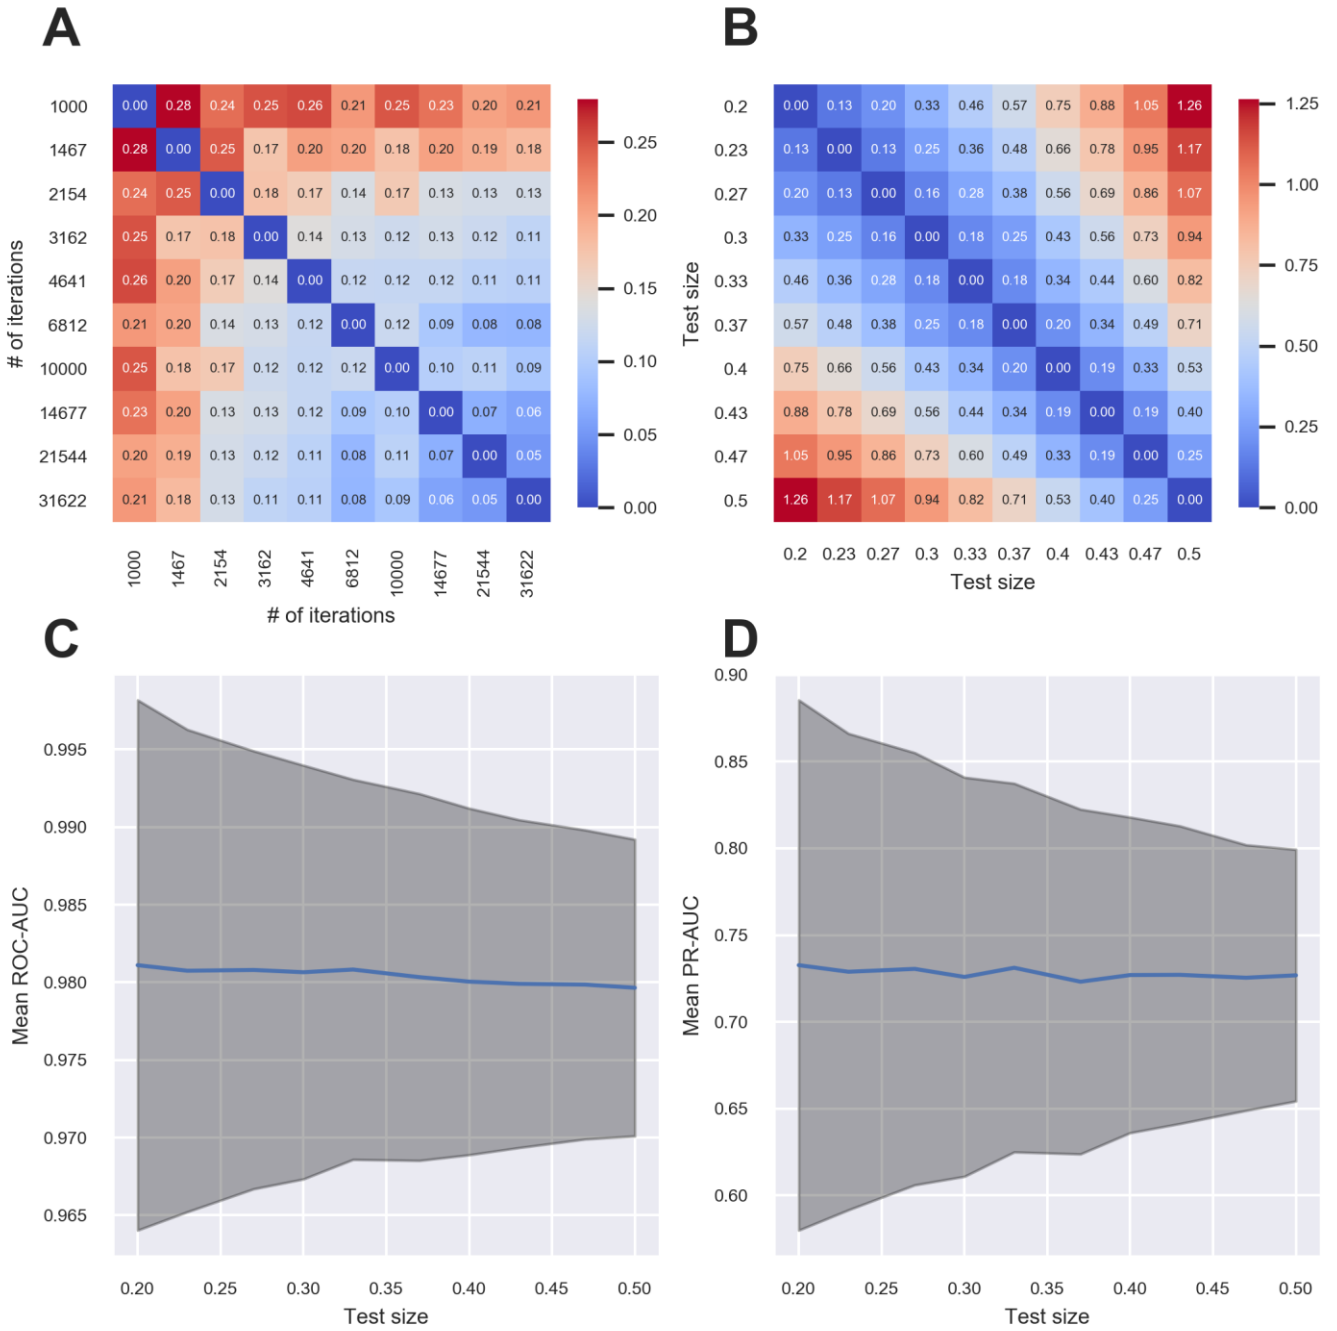 A
1000 0.00 0.28 0.24 0.25 0.26 0.21 0.25 0.23 0.20 0.21
1467 0.28 0.00 0.25 0.17 0.20 0.20 0.18 0.20 0.19 0.18
2154 0.24 0.25 0.00 0.18 0.17 0.14 0.17 0.13 0.13 0.13
3162 0.25 0.17 0.18 0.00 0.14 0.13 0.12 0.13 0.12 0.11
4641 0.26 0.20 0.17 0.14 0.00 0.12 0.12 0.12 0.11 0.11
6812 0.21 0.20 0.14 0.13 0.12 0.00 0.12 0.09 0.08 0.08
10000 0.25 0.18 0.17 0.12 0.12 0.12 0.00 0.10 0.11 0.09
14677 0.23 0.20 0.13 0.13 0.12 0.09 0.10 0.00 0.07 0.06
21544 0.20 0.19 0.13 0.12 0.11 0.08 0.11 0.07 0.00 0.05
31622 0.21 0.18 0.13 0.11 0.11 0.08 0.09 0.06 0.05 0.00
# of iterations
1000 1467 2154 3162 4641 6812 10000 14677 21544 31622
# of iterations
0.25
0.20
0.15
0.10
0.05
0.00
B
0.2 0.00 0.13 0.20 0.33 0.46 0.57 0.75 0.88 1.05 1.26
0.23 0.13 0.00 0.13 0.25 0.36 0.48 0.66 0.78 0.95 1.17
0.27 0.20 0.13 0.00 0.16 0.28 0.38 0.56 0.69 0.86 1.07
0.3 0.33 0.25 0.16 0.00 0.18 0.25 0.43 0.56 0.73 0.94
0.33 0.46 0.36 0.28 0.18 0.00 0.18 0.34 0.44 0.60 0.82
0.37 0.57 0.48 0.38 0.25 0.18 0.00 0.20 0.34 0.49 0.71
0.4 0.75 0.66 0.56 0.43 0.34 0.20 0.00 0.19 0.33 0.53
0.43 0.88 0.78 0.69 0.56 0.44 0.34 0.19 0.00 0.19 0.40
0.47 1.05 0.95 0.86 0.73 0.60 0.49 0.33 0.19 0.00 0.25
0.5 1.26 1.17 1.07 0.94 0.82 0.71 0.53 0.40 0.25 0.00
Test size
0.2 0.23 0.27 0.3 0.33 0.37 0.4 0.43 0.47 0.5
Test size
1.25
1.00
0.75
0.50
0.25
0.00
C
0.995
0.990
0.985
0.980
0.975
0.970
0.965
Mean ROC-AUC
0.20 0.25 0.30 0.35 0.40 0.45 0.50
Test size
D
0.90
0.85
0.80
0.75
0.70
0.65
0.60
Mean PR-AUC
0.20 0.25 0.30 0.35 0.40 0.45 0.50
Test size